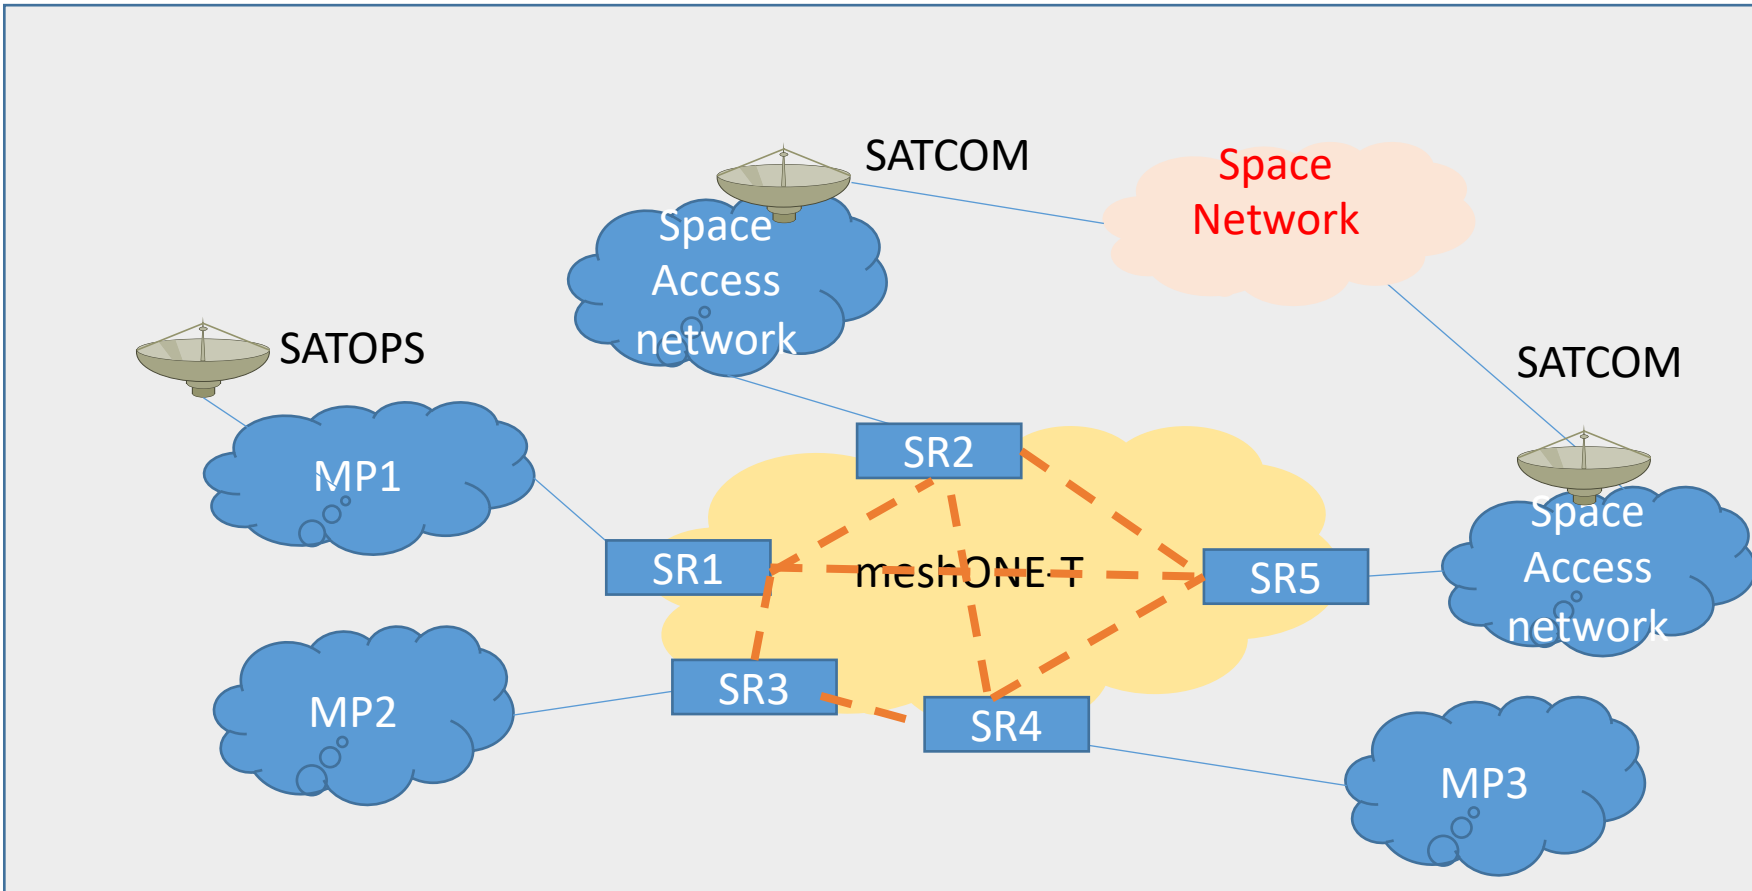 SATCOM
Space
Network
Space
Access
network
SATOPS
SATCOM
MP1
SR2
meshONE-T
SR1
SR5
Space
Access
network
MP2
SR3
SR4
MP3